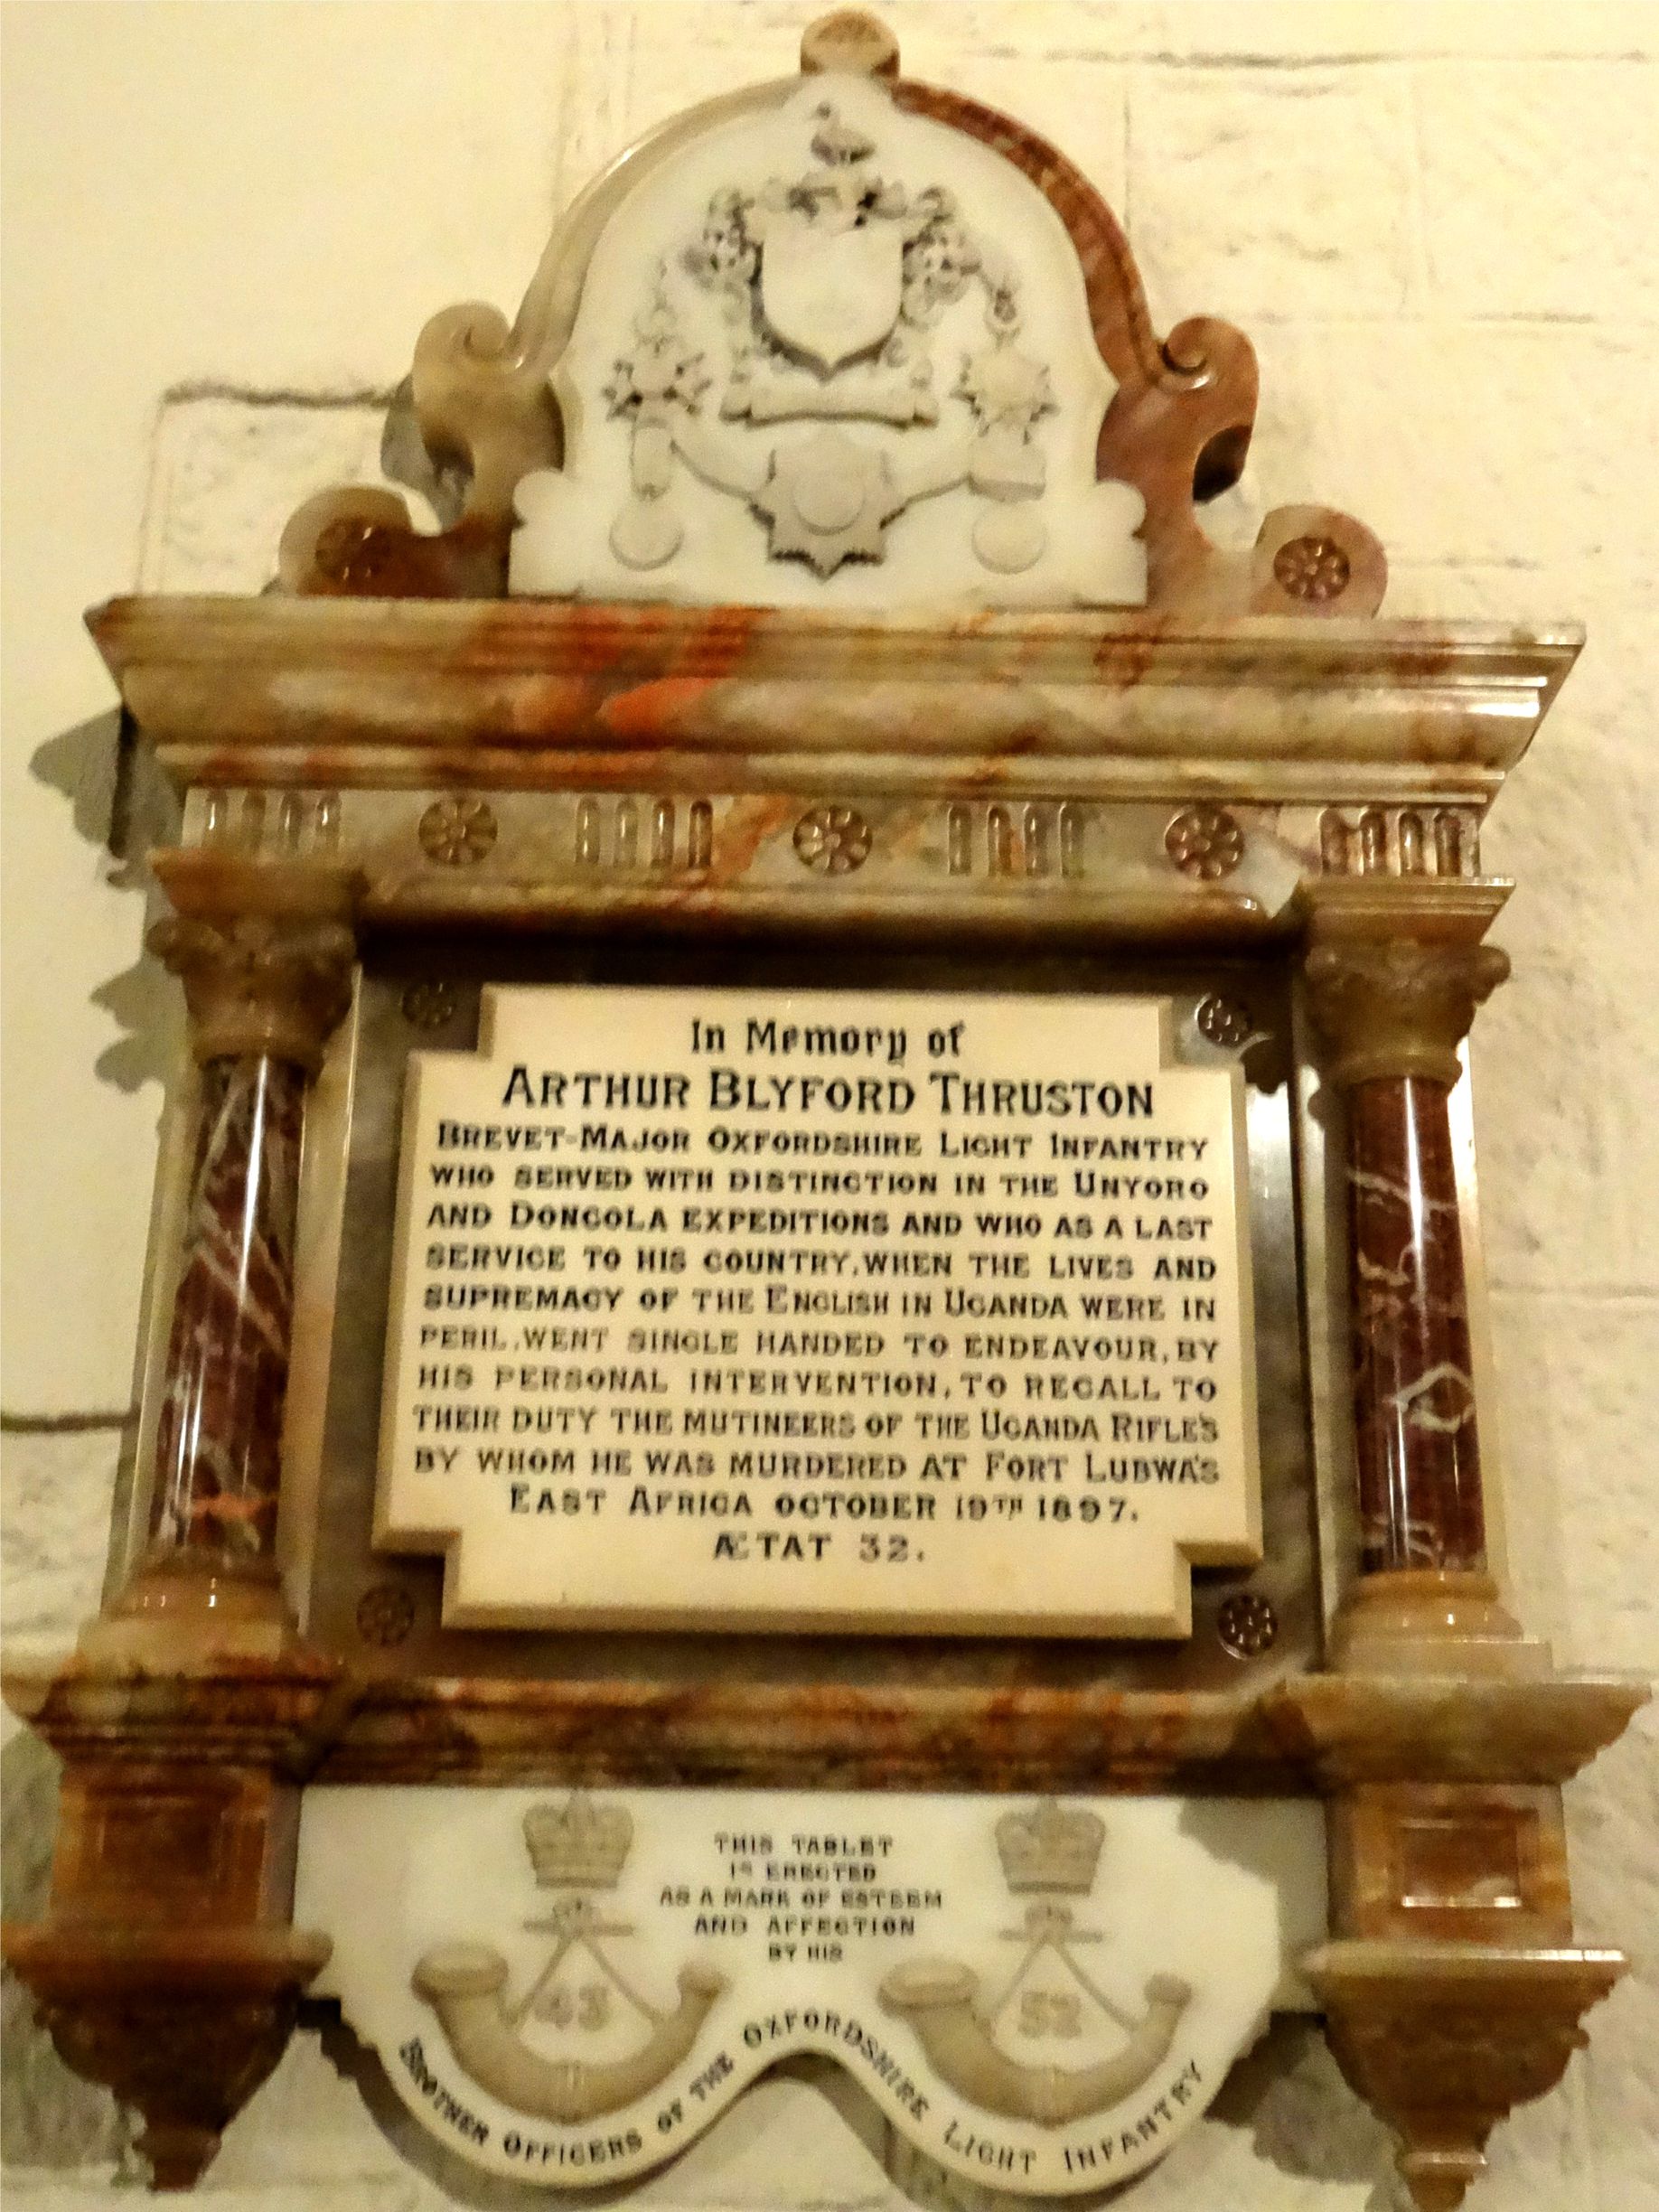 In Memory of
ARTHUR BLYFORD THRUSTON
BREVET-MAJOR OXFORDSHIRE LIGHT INFANTRY
WHO SERVED WITH DISTINCTION IN THE UNYORO
AND DONGOLA EXPEDITIONS AND WHO AS A LAST
SERVICE TO HIS COUNTRY, WHEN THE LIVES AND
SUPREMACY OF THE ENGLISH IN UGANDA WERE IN
PERIL, WENT SINGLE HANDED TO ENDEAVOUR, BY
HIS PERSONAL INTERVENTION, TO RECALL TO
THEIR DUTY THE MUTINEERS OF THE UGANDA RIFLE'S
BY WHOM HE WAS MURDERED AT FORT LUBWA'S
EAST AFRICA OCTOBER 19TH 1897.
ÆTAT 32.
THIS TABLET
IS ERECTED
AS A MARK OF ESTEEM
AND AFFECTION
BY HIS
43
52
BROTHER OFFICERS OF THE OXFORDSHIRE LIGHT INFANTRY